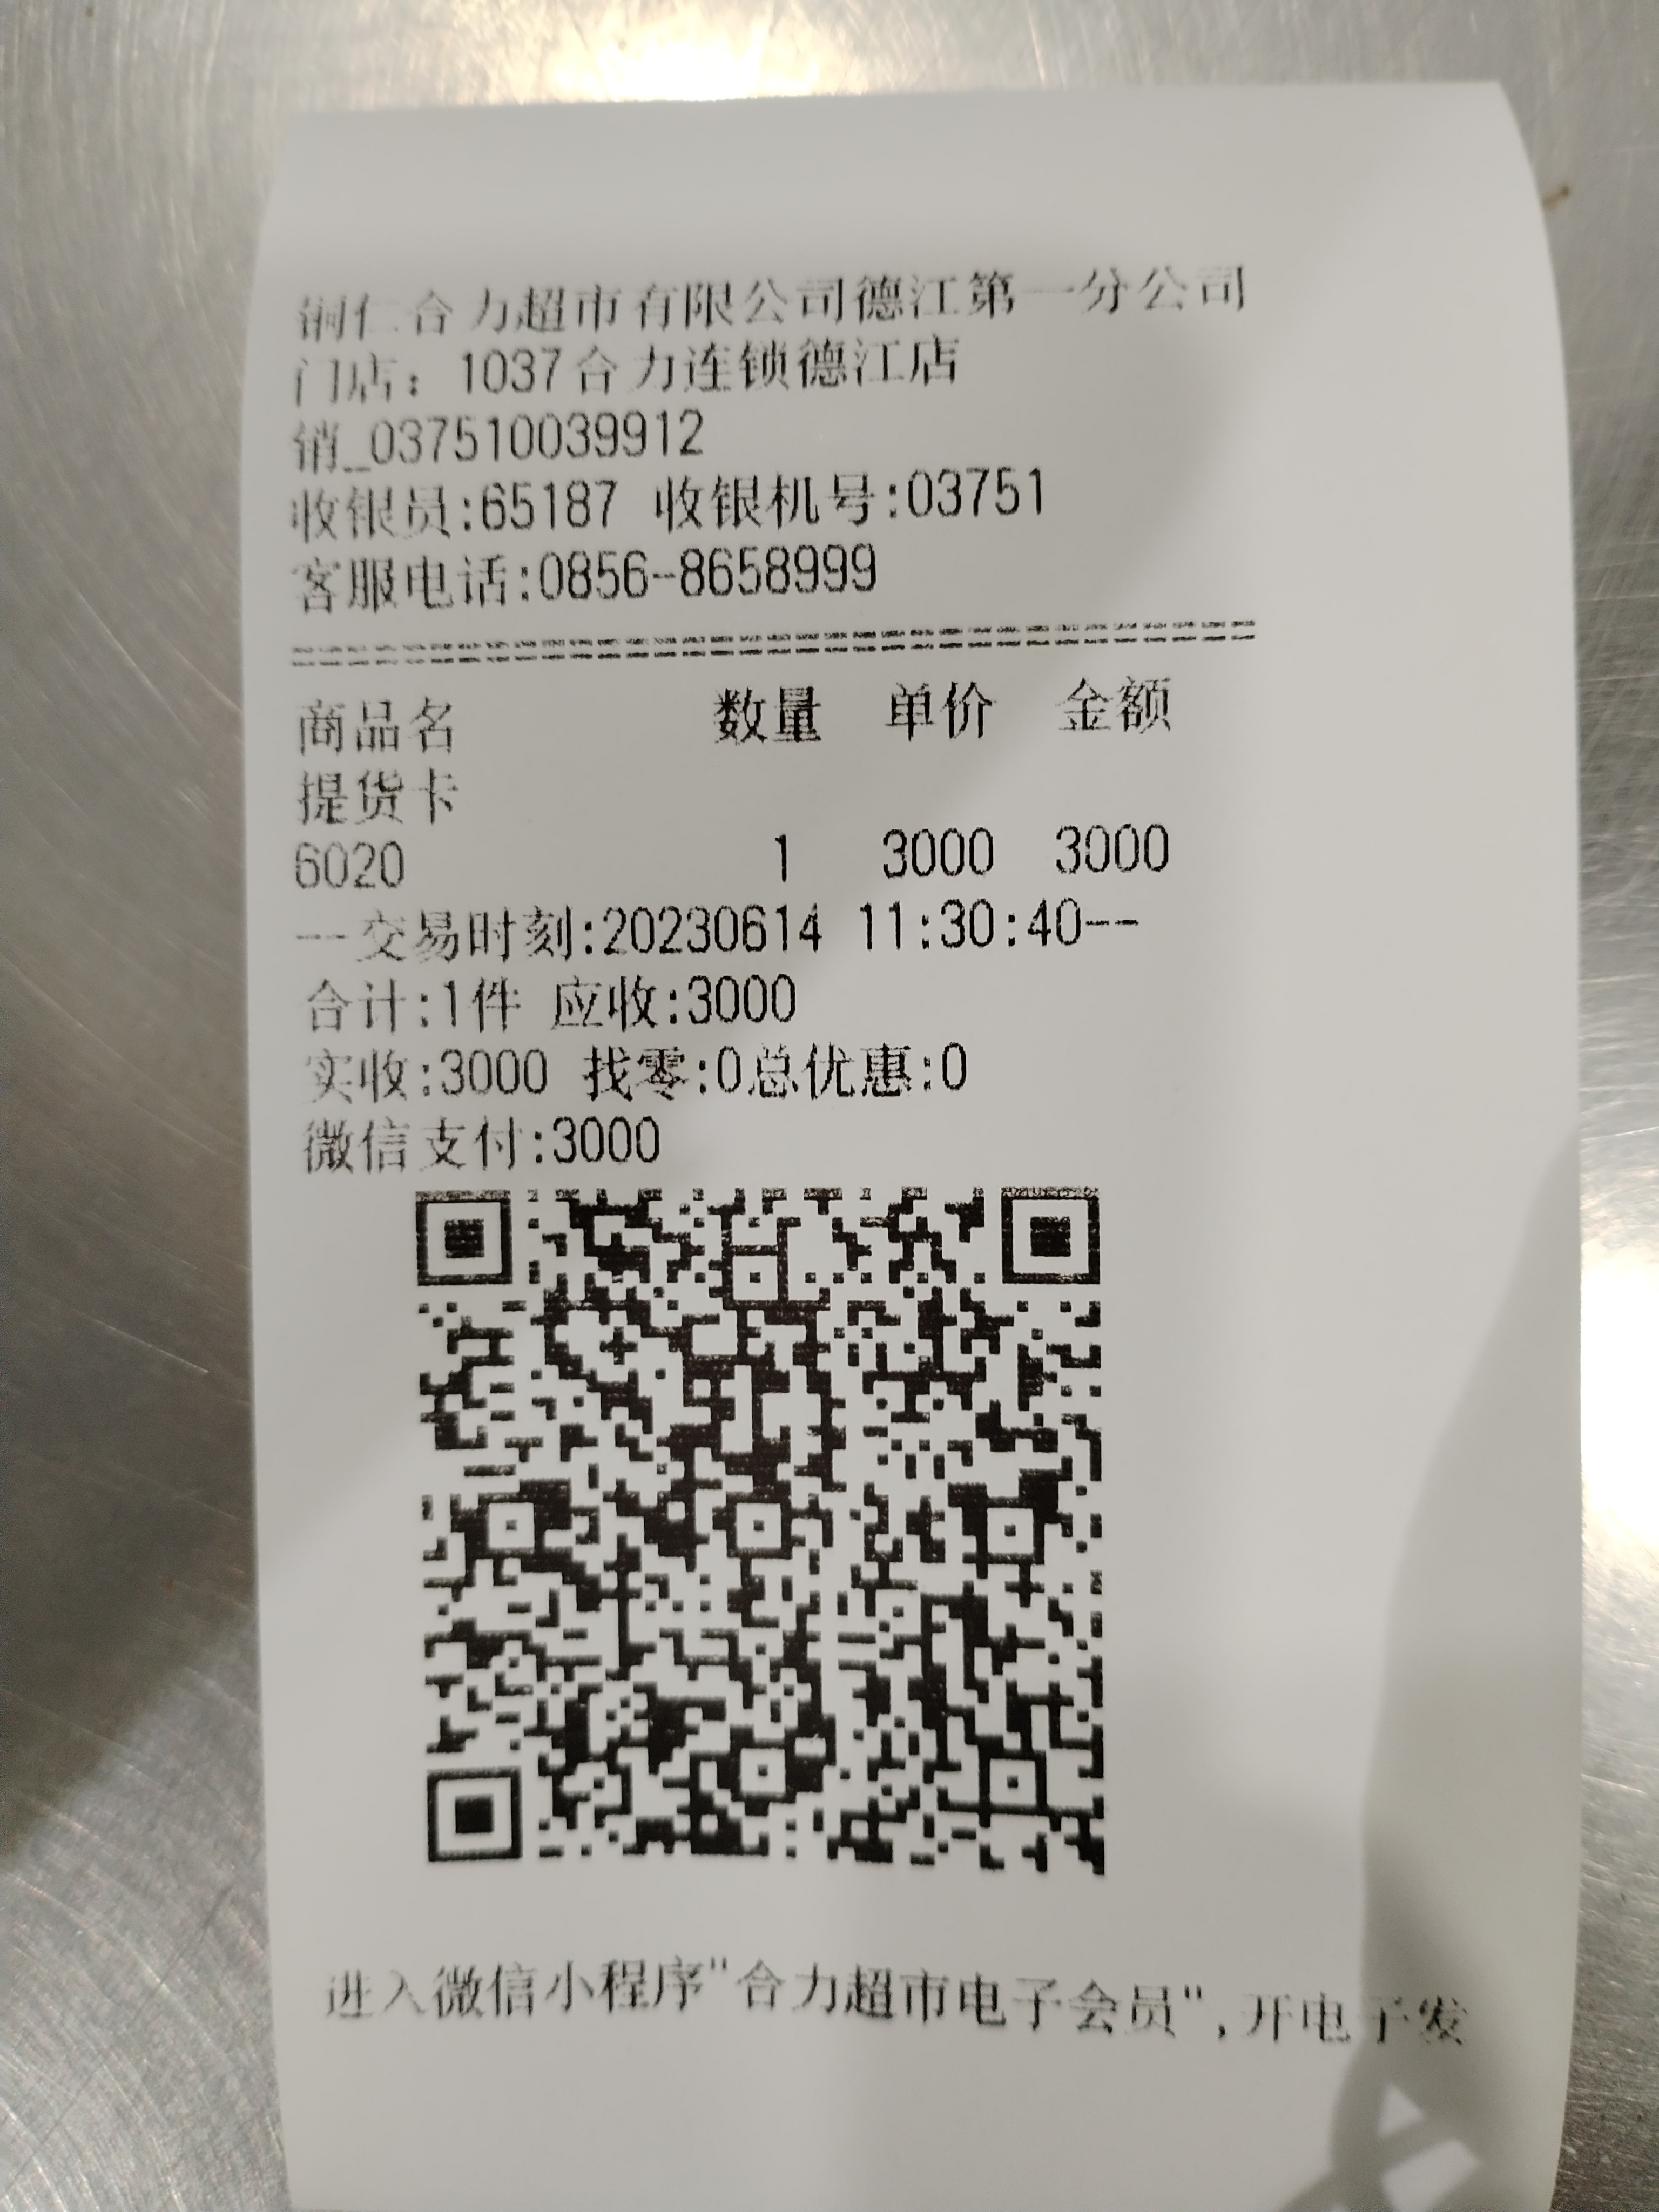 铜仁合力超市有限公司德江第一分公司
门店：1037合力连锁德江店
销_037510039912
收银员:65187 收银机号:03751
客服电话:0856-8658999
==================================
商品名 数量 单价 金额
提货卡
6020 1 3000 3000
--交易时刻:20230614 11:30:40--
合计:1件 应收:3000
实收:3000 找零:0总优惠:0
微信支付:3000
进入微信小程序"合力超市电子会员",开电子发